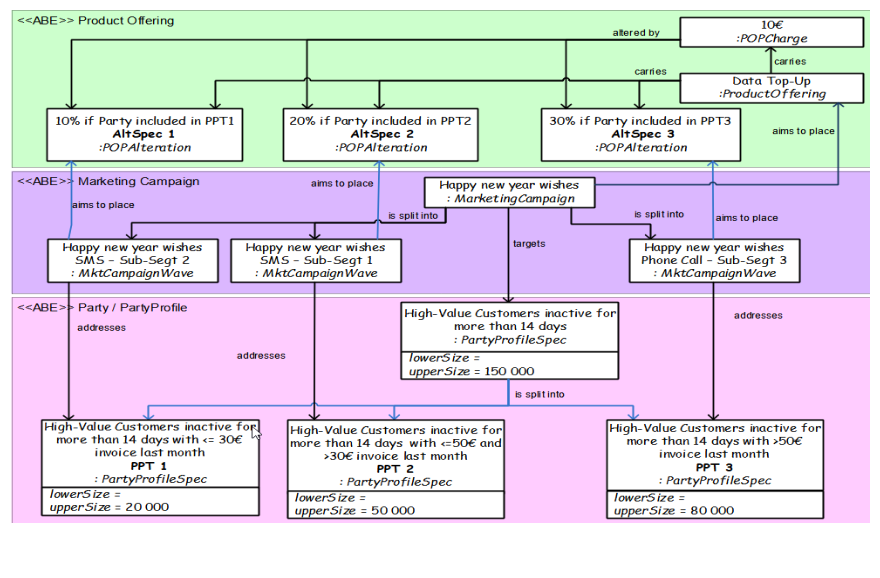 <<ABE>> Product Offering
10€
:POPCharge
altered by
carries
carries
Data Top-Up
:ProductOffering
10% if Party included in PPT1
AltSpec 1
:POPAlteration
20% if Party included in PPT2
AltSpec 2
:POPAlteration
30% if Party included in PPT3
AltSpec 3
:POPAlteration
aims to place
<<ABE>> Marketing Campaign
aims to place
Happy new year wishes
: MarketingCampaign
aims to place
is split into
is split into
aims to place
targets
Happy new year wishes
SMS - Sub-Segt 2
: MktCampaignWave
Happy new year wishes
SMS - Sub-Segt 1
: MktCampaignWave
Happy new year wishes
Phone Call - Sub-Segt 3
: MktCampaignWave
<<ABE>> Party / PartyProfile
addresses
addresses
addresses
High-Value Customers inactive for
more than 14 days
: PartyProfileSpec
lowerSize =
upperSize = 150 000
is split into
High-Value Customers inactive for
more than 14 days with <= 30€
invoice last month
PPT 1
: PartyProfileSpec
lowerSize =
upperSize = 20 000
High-Value Customers inactive for
more than 14 days with <=50€ and
>30€ invoice last month
PPT 2
: PartyProfileSpec
lowerSize =
upperSize = 50 000
High-Value Customers inactive for
more than 14 days with >50€
invoice last month
PPT 3
: PartyProfileSpec
lowerSize =
upperSize = 80 000